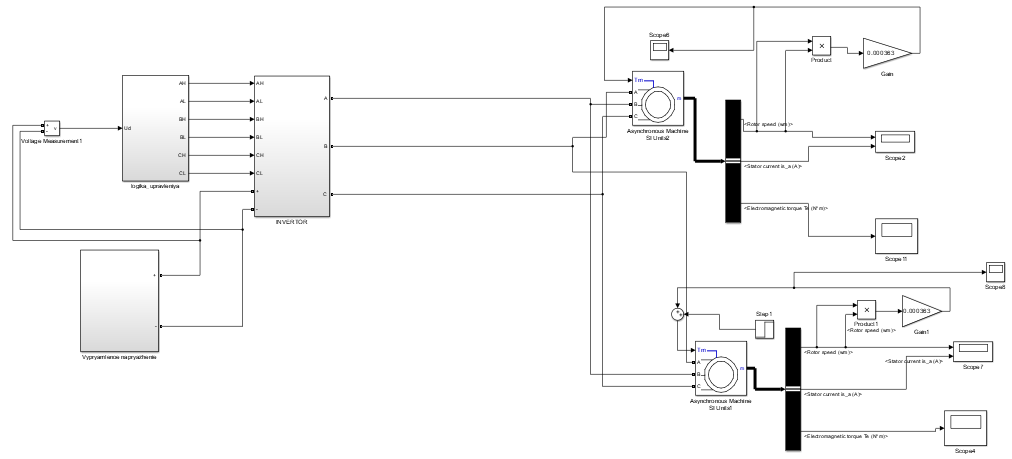 Scope6
×
Product
0.000363
Gain
Tm
A
B
C
m
Asynchronous Machine
SI Units2
<Rotor speed (wm)>
Scope2
<Stator current is_a (A)>
<Electromagnetic torque Te (N*m)>
Scope11
AH
AL
BH
BL
CH
CL
Ud
logika_upravleniya
AH
AL
BH
BL
CH
CL
+
-
A
B
C
INVERTOR
+
-
v
Voltage Measurement1
+
-
Vypryamlenoe napryazhenie
Scope8
Step1
×
Product1
0.000363
Gain1
<Rotor speed (wm)>
<Rotor speed (wm)>
<Stator current is_a (A)>
Scope7
Tm
A
B
C
m
Asynchronous Machine
SI Units1
<Stator current is_a (A)>
<Electromagnetic torque Te (N*m)>
Scope4